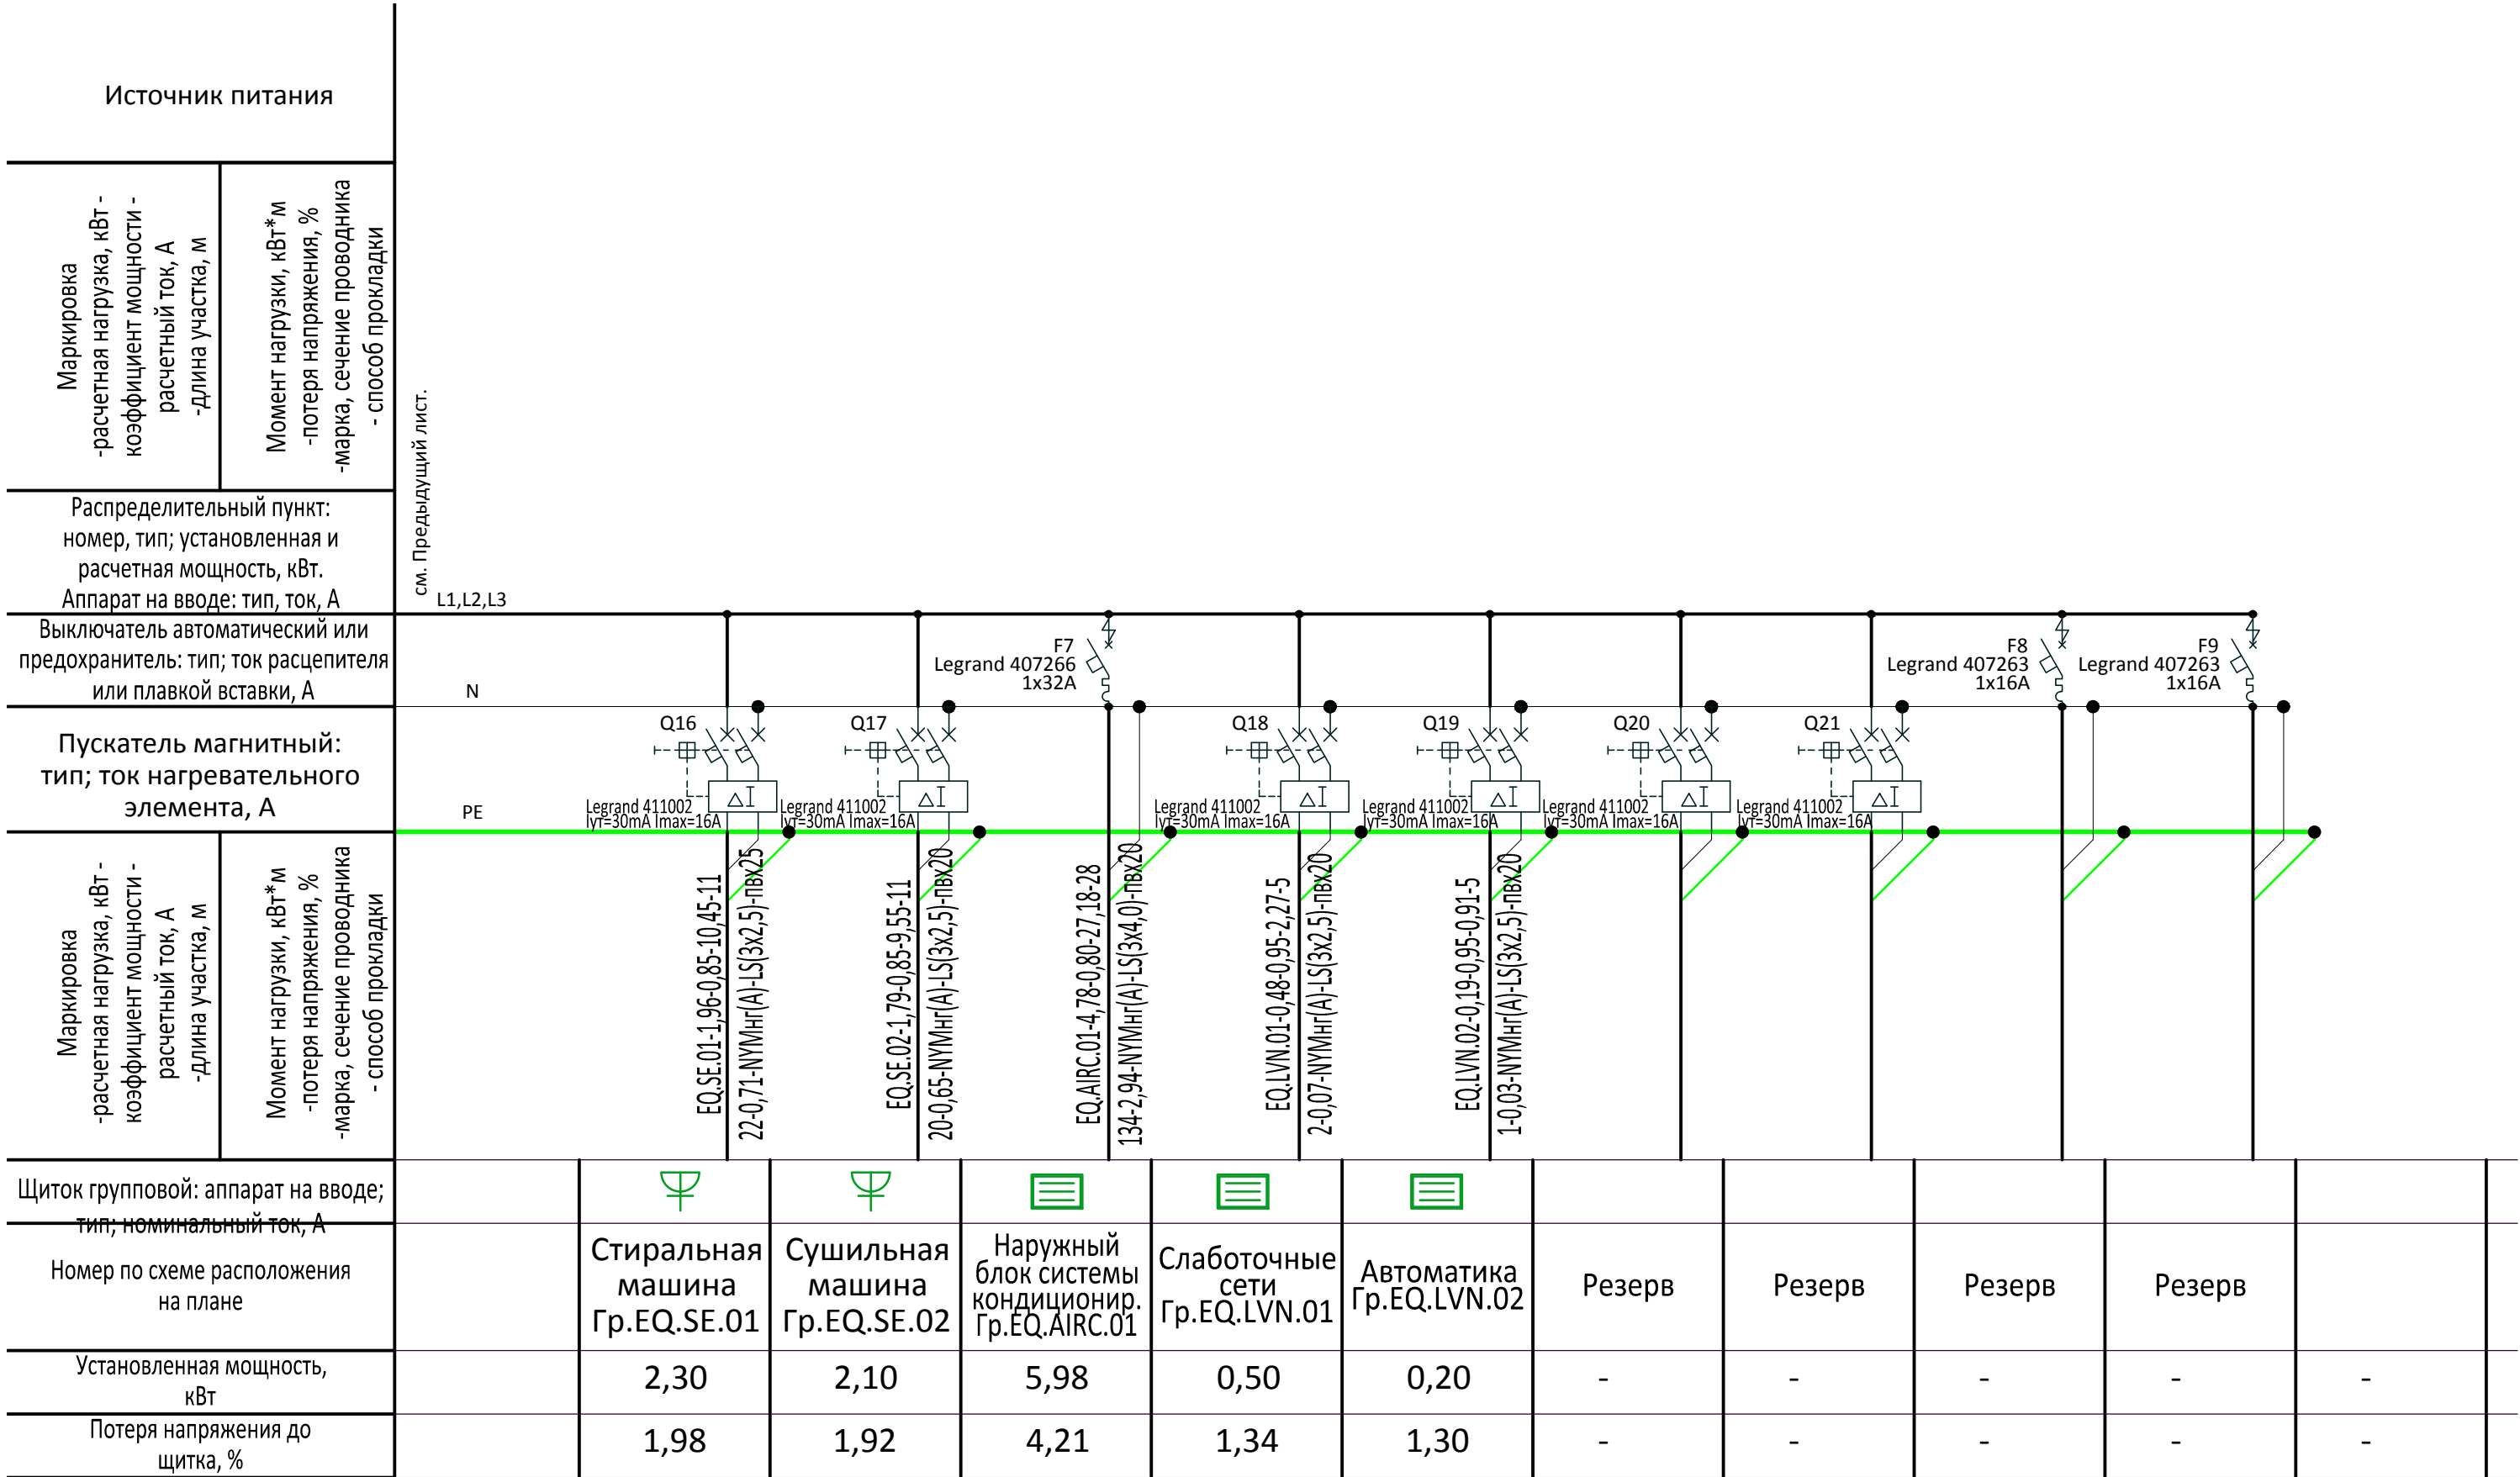 Источник питания
Маркировка
-расчетная нагрузка, кВт -
коэффициент мощности -
расчетный ток, А
-длина участка, м
Момент нагрузки, кВт*м
-потеря напряжения, %
-марка, сечение проводника
- способ прокладки
см. Предыдущий лист.
Распределительный пункт:
номер, тип; установленная и
расчетная мощность, кВт.
Аппарат на вводе: тип, ток, А
L1,L2,L3
Выключатель автоматический или
предохранитель: тип; ток расцепителя
или плавкой вставки, А
N
F7
Legrand 407266
1x32A
F8
Legrand 407263
1x16A
F9
Legrand 407263
1x16A
Пускатель магнитный:
тип; ток нагревательного
элемента, А
PE
Q16
Legrand 411002
Iут=30mA Imax=16A
Q17
Legrand 411002
Iут=30mA Imax=16A
Q18
Legrand 411002
Iут=30mA Imax=16A
Q19
Legrand 411002
Iут=30mA Imax=16A
Q20
Legrand 411002
Iут=30mA Imax=16A
Q21
Legrand 411002
Iут=30mA Imax=16A
Маркировка
-расчетная нагрузка, кВт -
коэффициент мощности -
расчетный ток, А
-длина участка, м
Момент нагрузки, кВт*м
-потеря напряжения, %
-марка, сечение проводника
- способ прокладки
EQ.SE.01-1,96-0,85-10,45-11
22-0,71-NYMнг(А)-LS(3x2,5)-пвх25
EQ.SE.02-1,79-0,85-9,55-11
20-0,65-NYMнг(А)-LS(3x2,5)-пвх20
EQ.AIRC.01-4,78-0,80-27,18-28
134-2,94-NYMнг(А)-LS(3x4,0)-пвх20
EQ.LVN.01-0,48-0,95-2,27-5
2-0,07-NYMнг(А)-LS(3x2,5)-пвх20
EQ.LVN.02-0,19-0,95-0,91-5
1-0,03-NYMнг(А)-LS(3x2,5)-пвх20
Щиток групповой: аппарат на вводе;
тип; номинальный ток, А
Номер по схеме расположения
на плане
Стиральная
машина
Гр.EQ.SE.01
Сушильная
машина
Гр.EQ.SE.02
Наружный
блок системы
кондиционир.
Гр.EQ.AIRC.01
Слаботочные
сети
Гр.EQ.LVN.01
Автоматика
Гр.EQ.LVN.02
Резерв
Резерв
Резерв
Резерв
Установленная мощность,
кВт
2,30
2,10
5,98
0,50
0,20
-
-
-
-
-
Потеря напряжения до
щитка, %
1,98
1,92
4,21
1,34
1,30
-
-
-
-
-